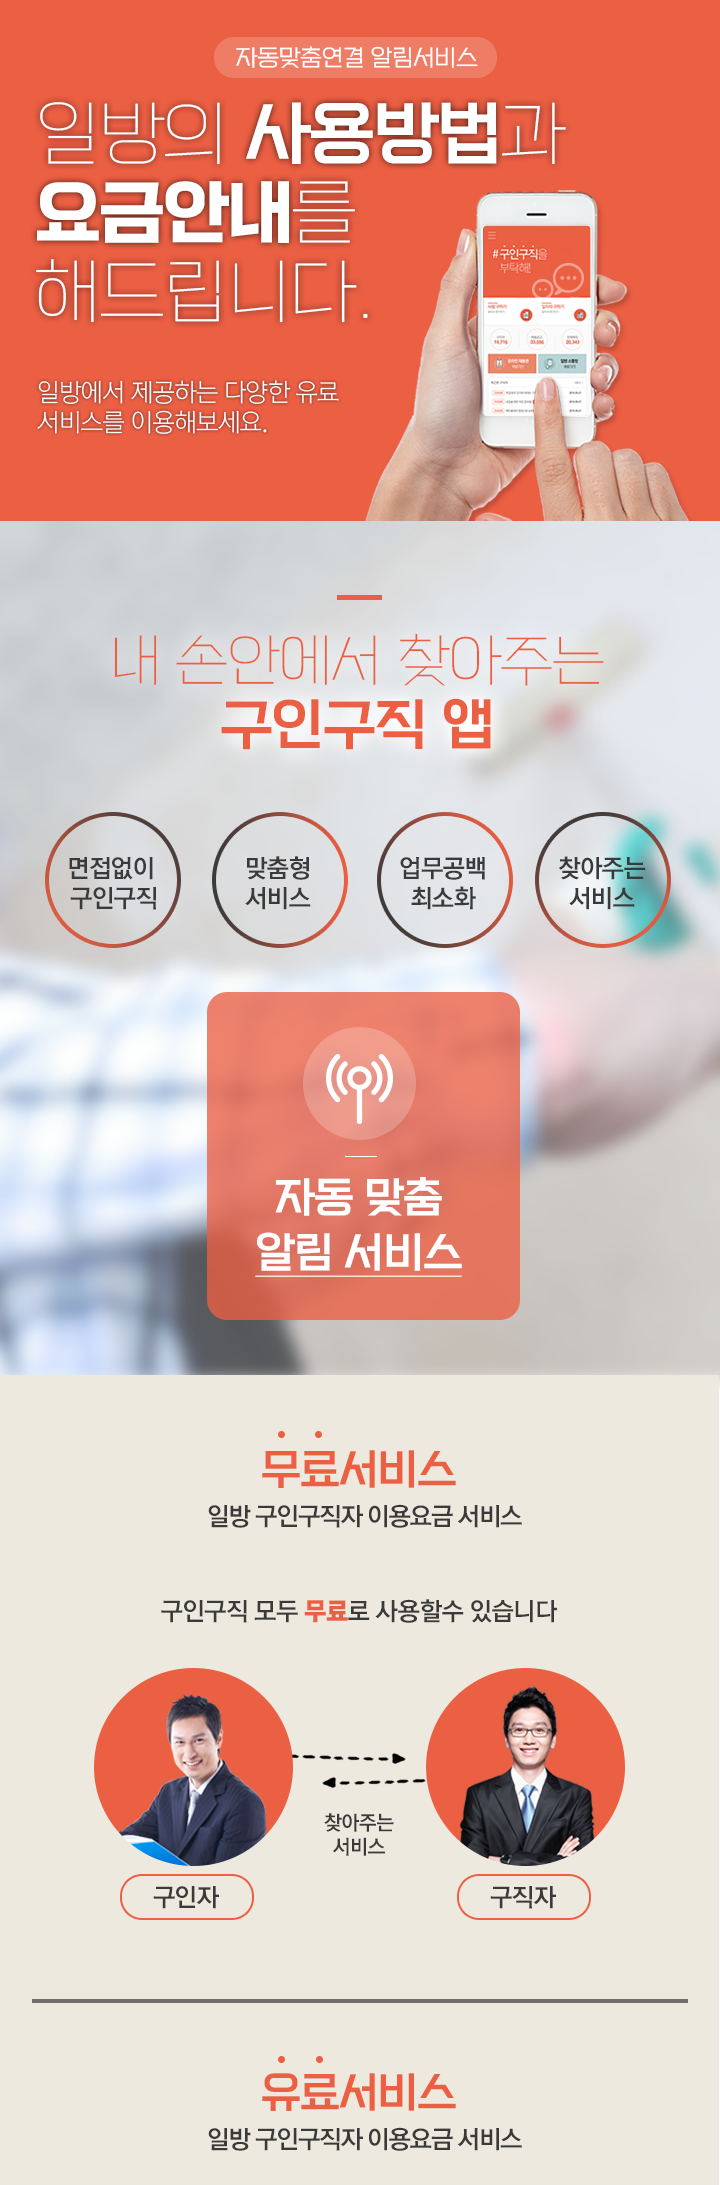 자동맞춤연결 알림서비스
일방의 사용방법과
요금안내를
해드립니다.
일방에서 제공하는 다양한 유료
서비스를 이용해보세요.
#구인구직을
부탁해!
내 손안에서 찾아주는
구인구직 앱
면접없이
구인구직
맞춤형
서비스
업무공백
최소화
찾아주는
서비스
자동 맞춤
알림 서비스
무료서비스
일방 구인구직자 이용요금 서비스
구인구직 모두 무료로 사용할수 있습니다
찾아주는
서비스
구인자
구직자
유료서비스
일방 구인구직자 이용요금 서비스